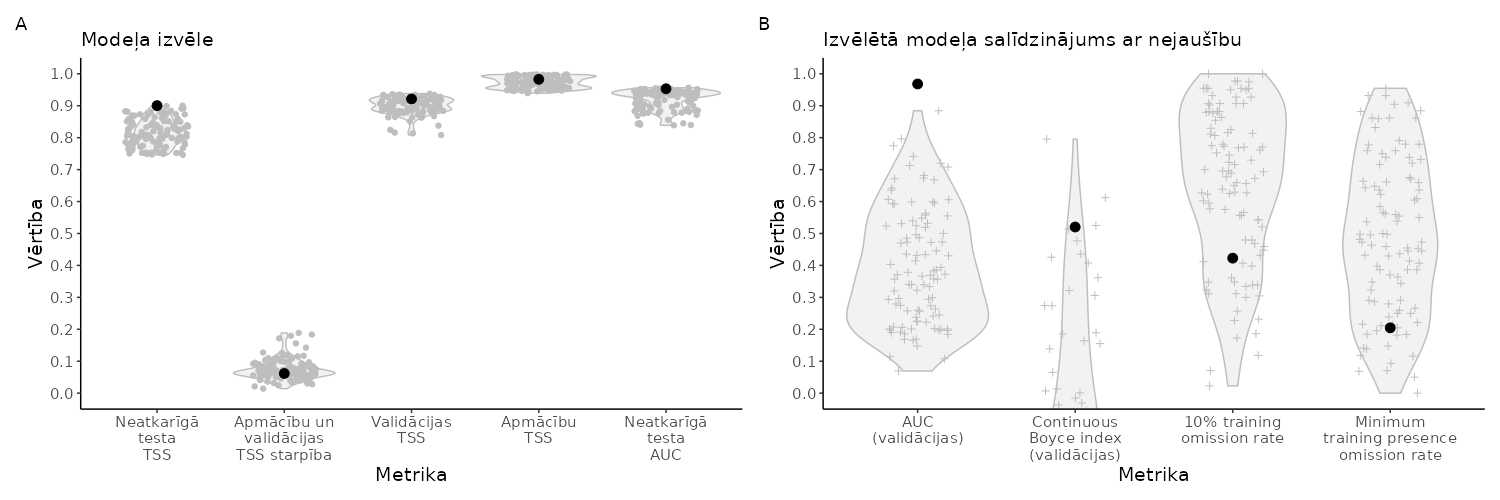 A
Modeļa izvēle
Vērtība
1.0
0.9
0.8
0.7
0.6
0.5
0.4
0.3
0.2
0.1
0.0
Neatkarīgā
testa
TSS
Apmācību un
validācijas
TSS starpība
Validācijas
TSS
Apmācību
TSS
Neatkarīgā
testa
AUC
Metrika
B
Izvēlētā modeļa salīdzinājums ar nejaušību
Vērtība
1.0
0.9
0.8
0.7
0.6
0.5
0.4
0.3
0.2
0.1
0.0
AUC
(validācijas)
Continuous
Boyce index
(validācijas)
10% training
omission rate
Minimum
training presence
omission rate
Metrika